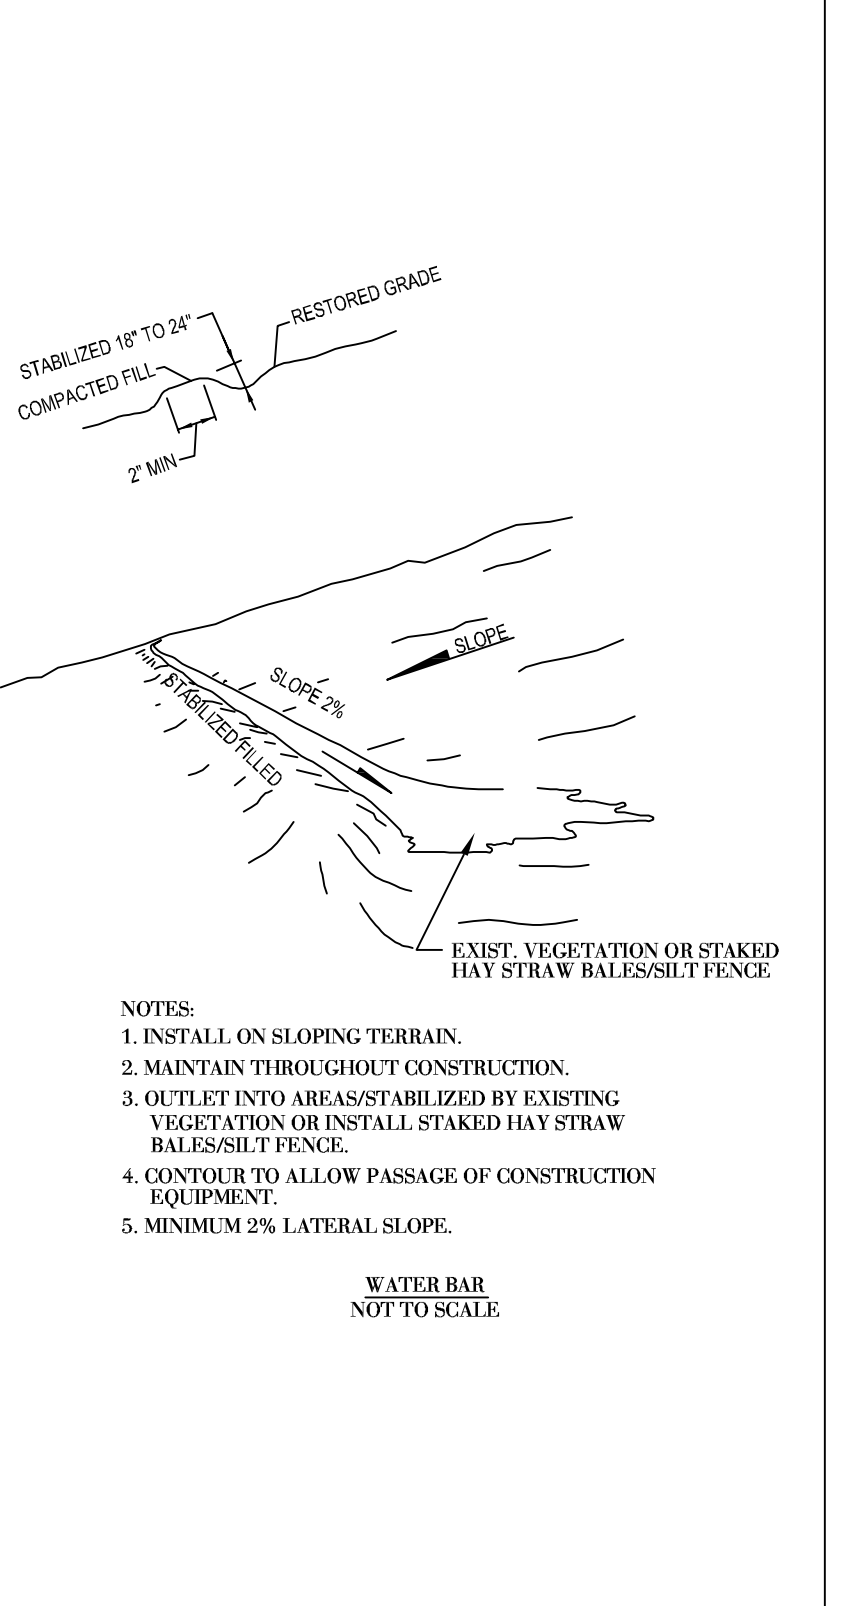 RESTORED GRADE
STABILIZED 18" TO 24"
COMPACTED FILL
2" MIN
SLOPE
SLOPE 2%
STABILIZED FILLED
EXIST. VEGETATION OR STAKED
HAY STRAW BALES/SILT FENCE
NOTES:
1. INSTALL ON SLOPING TERRAIN.
2. MAINTAIN THROUGHOUT CONSTRUCTION.
3. OUTLET INTO AREAS/STABILIZED BY EXISTING
VEGETATION OR INSTALL STAKED HAY STRAW
BALES/SILT FENCE.
4. CONTOUR TO ALLOW PASSAGE OF CONSTRUCTION
EQUIPMENT.
5. MINIMUM 2% LATERAL SLOPE.
WATER BAR
NOT TO SCALE